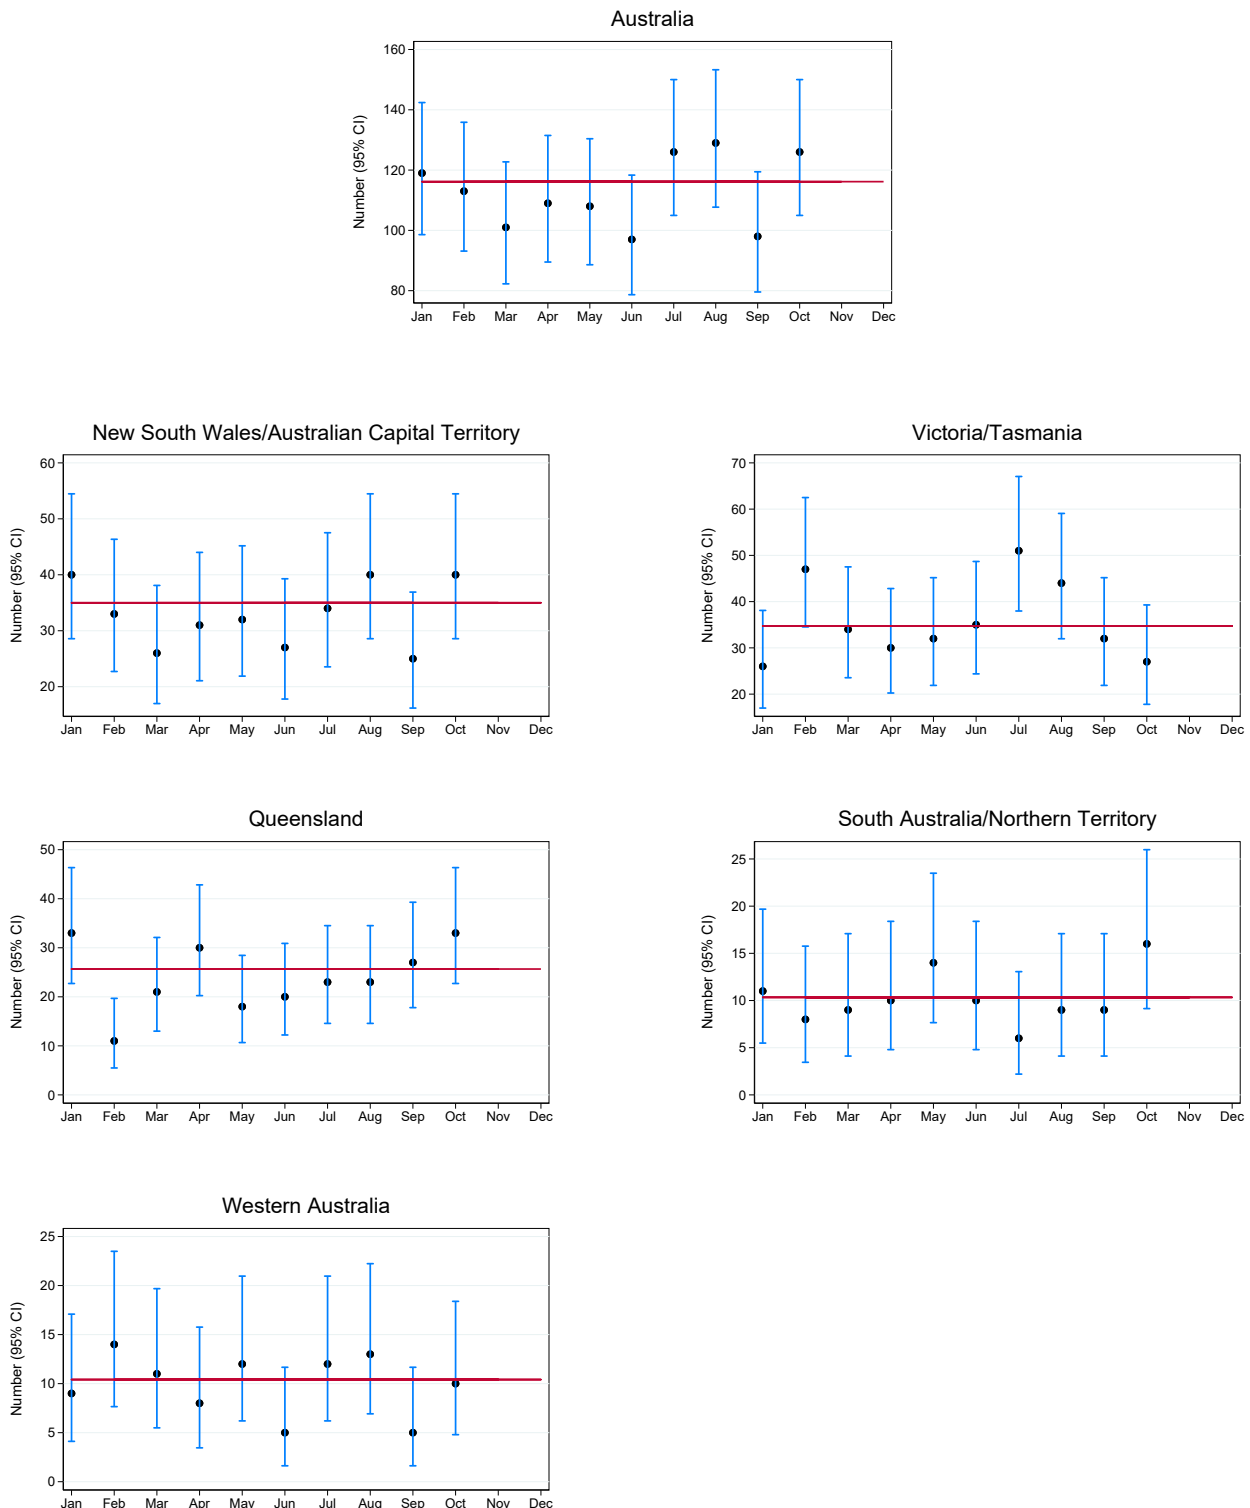 Australia
Number (95% CI)
160
140
120
100
80
Jan Feb Mar Apr May Jun Jul Aug Sep Oct Nov Dec
New South Wales/Australian Capital Territory
Number (95% CI)
60
50
40
30
20
Jan Feb Mar Apr May Jun Jul Aug Sep Oct Nov Dec
Victoria/Tasmania
Number (95% CI)
70
60
50
40
30
20
Jan Feb Mar Apr May Jun Jul Aug Sep Oct Nov Dec
Queensland
Number (95% CI)
50
40
30
20
10
0
Jan Feb Mar Apr May Jun Jul Aug Sep Oct Nov Dec
South Australia/Northern Territory
Number (95% CI)
25
20
15
10
5
0
Jan Feb Mar Apr May Jun Jul Aug Sep Oct Nov Dec
Western Australia
Number (95% CI)
25
20
15
10
5
0
Jan Feb Mar Apr May Jun Jul Aug Sep Oct Nov Dec